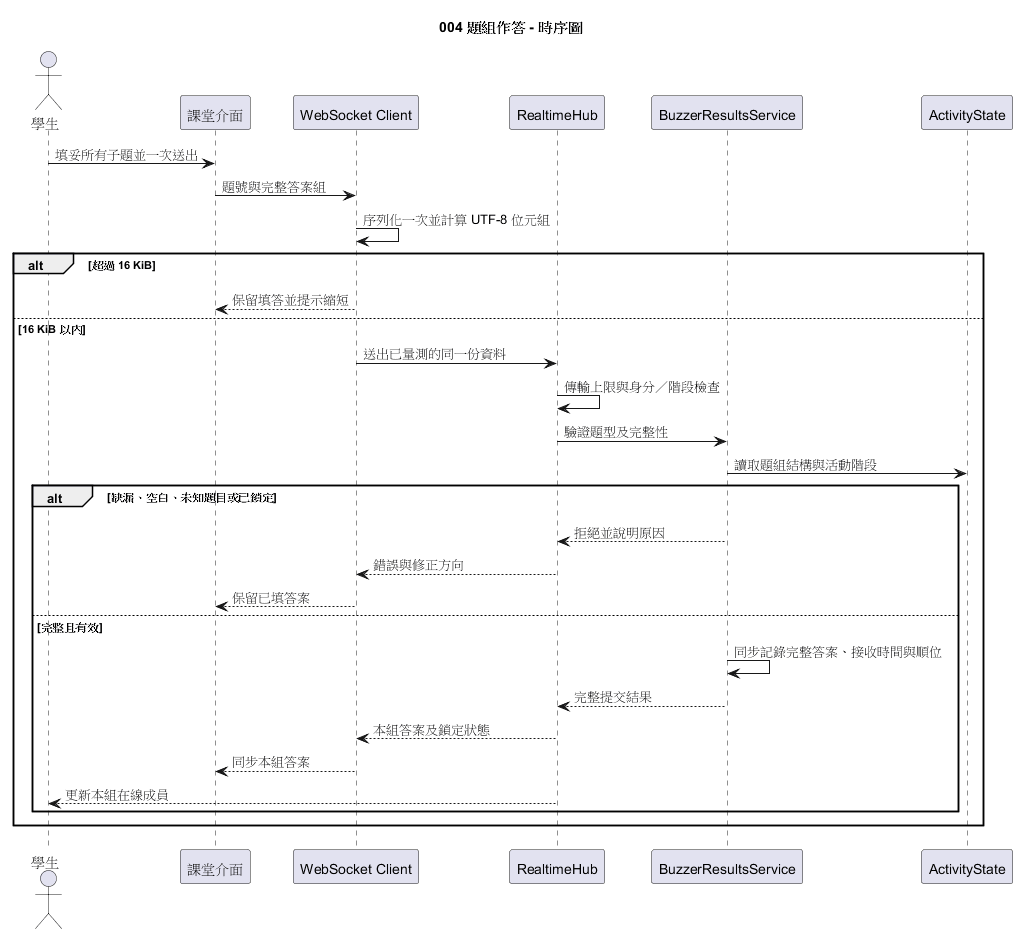 004 題組作答 - 時序圖
學生
課堂介面
WebSocket Client
RealtimeHub
BuzzerResultsService
ActivityState
填妥所有子題並一次送出
題號與完整答案組
序列化一次並計算 UTF-8 位元組
alt
[超過 16 KiB]
保留填答並提示縮短
[16 KiB 以內]
送出已量測的同一份資料
傳輸上限與身分／階段檢查
驗證題型及完整性
讀取題組結構與活動階段
alt
[缺漏、空白、未知題目或已鎖定]
拒絕並說明原因
錯誤與修正方向
保留已填答案
[完整且有效]
同步記錄完整答案、接收時間與順位
完整提交結果
本組答案及鎖定狀態
同步本組答案
更新本組在線成員
學生
課堂介面
WebSocket Client
RealtimeHub
BuzzerResultsService
ActivityState